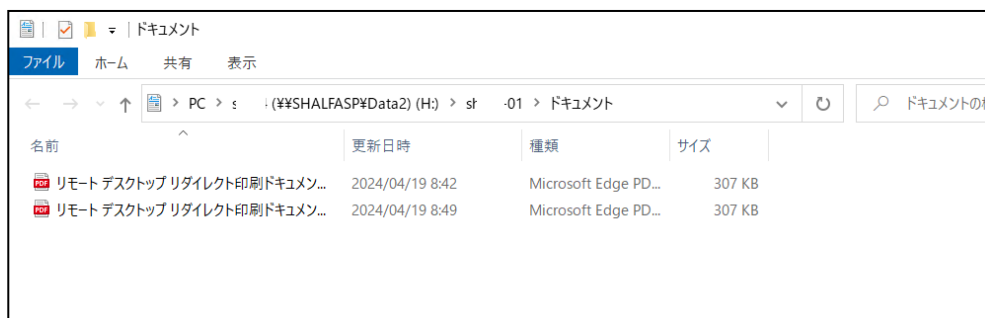 ドキュメント
ファイル ホーム 共有 表示
PC > s (¥¥SHALFASP¥Data2) (H:) > sh -01 > ドキュメント ドキュメントの
名前 更新日時 種類 サイズ
PDF リモート デスクトップ リダイレクト印刷ドキュメン... 2024/04/19 8:42 Microsoft Edge PD... 307 KB
PDF リモート デスクトップ リダイレクト印刷ドキュメン... 2024/04/19 8:49 Microsoft Edge PD... 307 KB